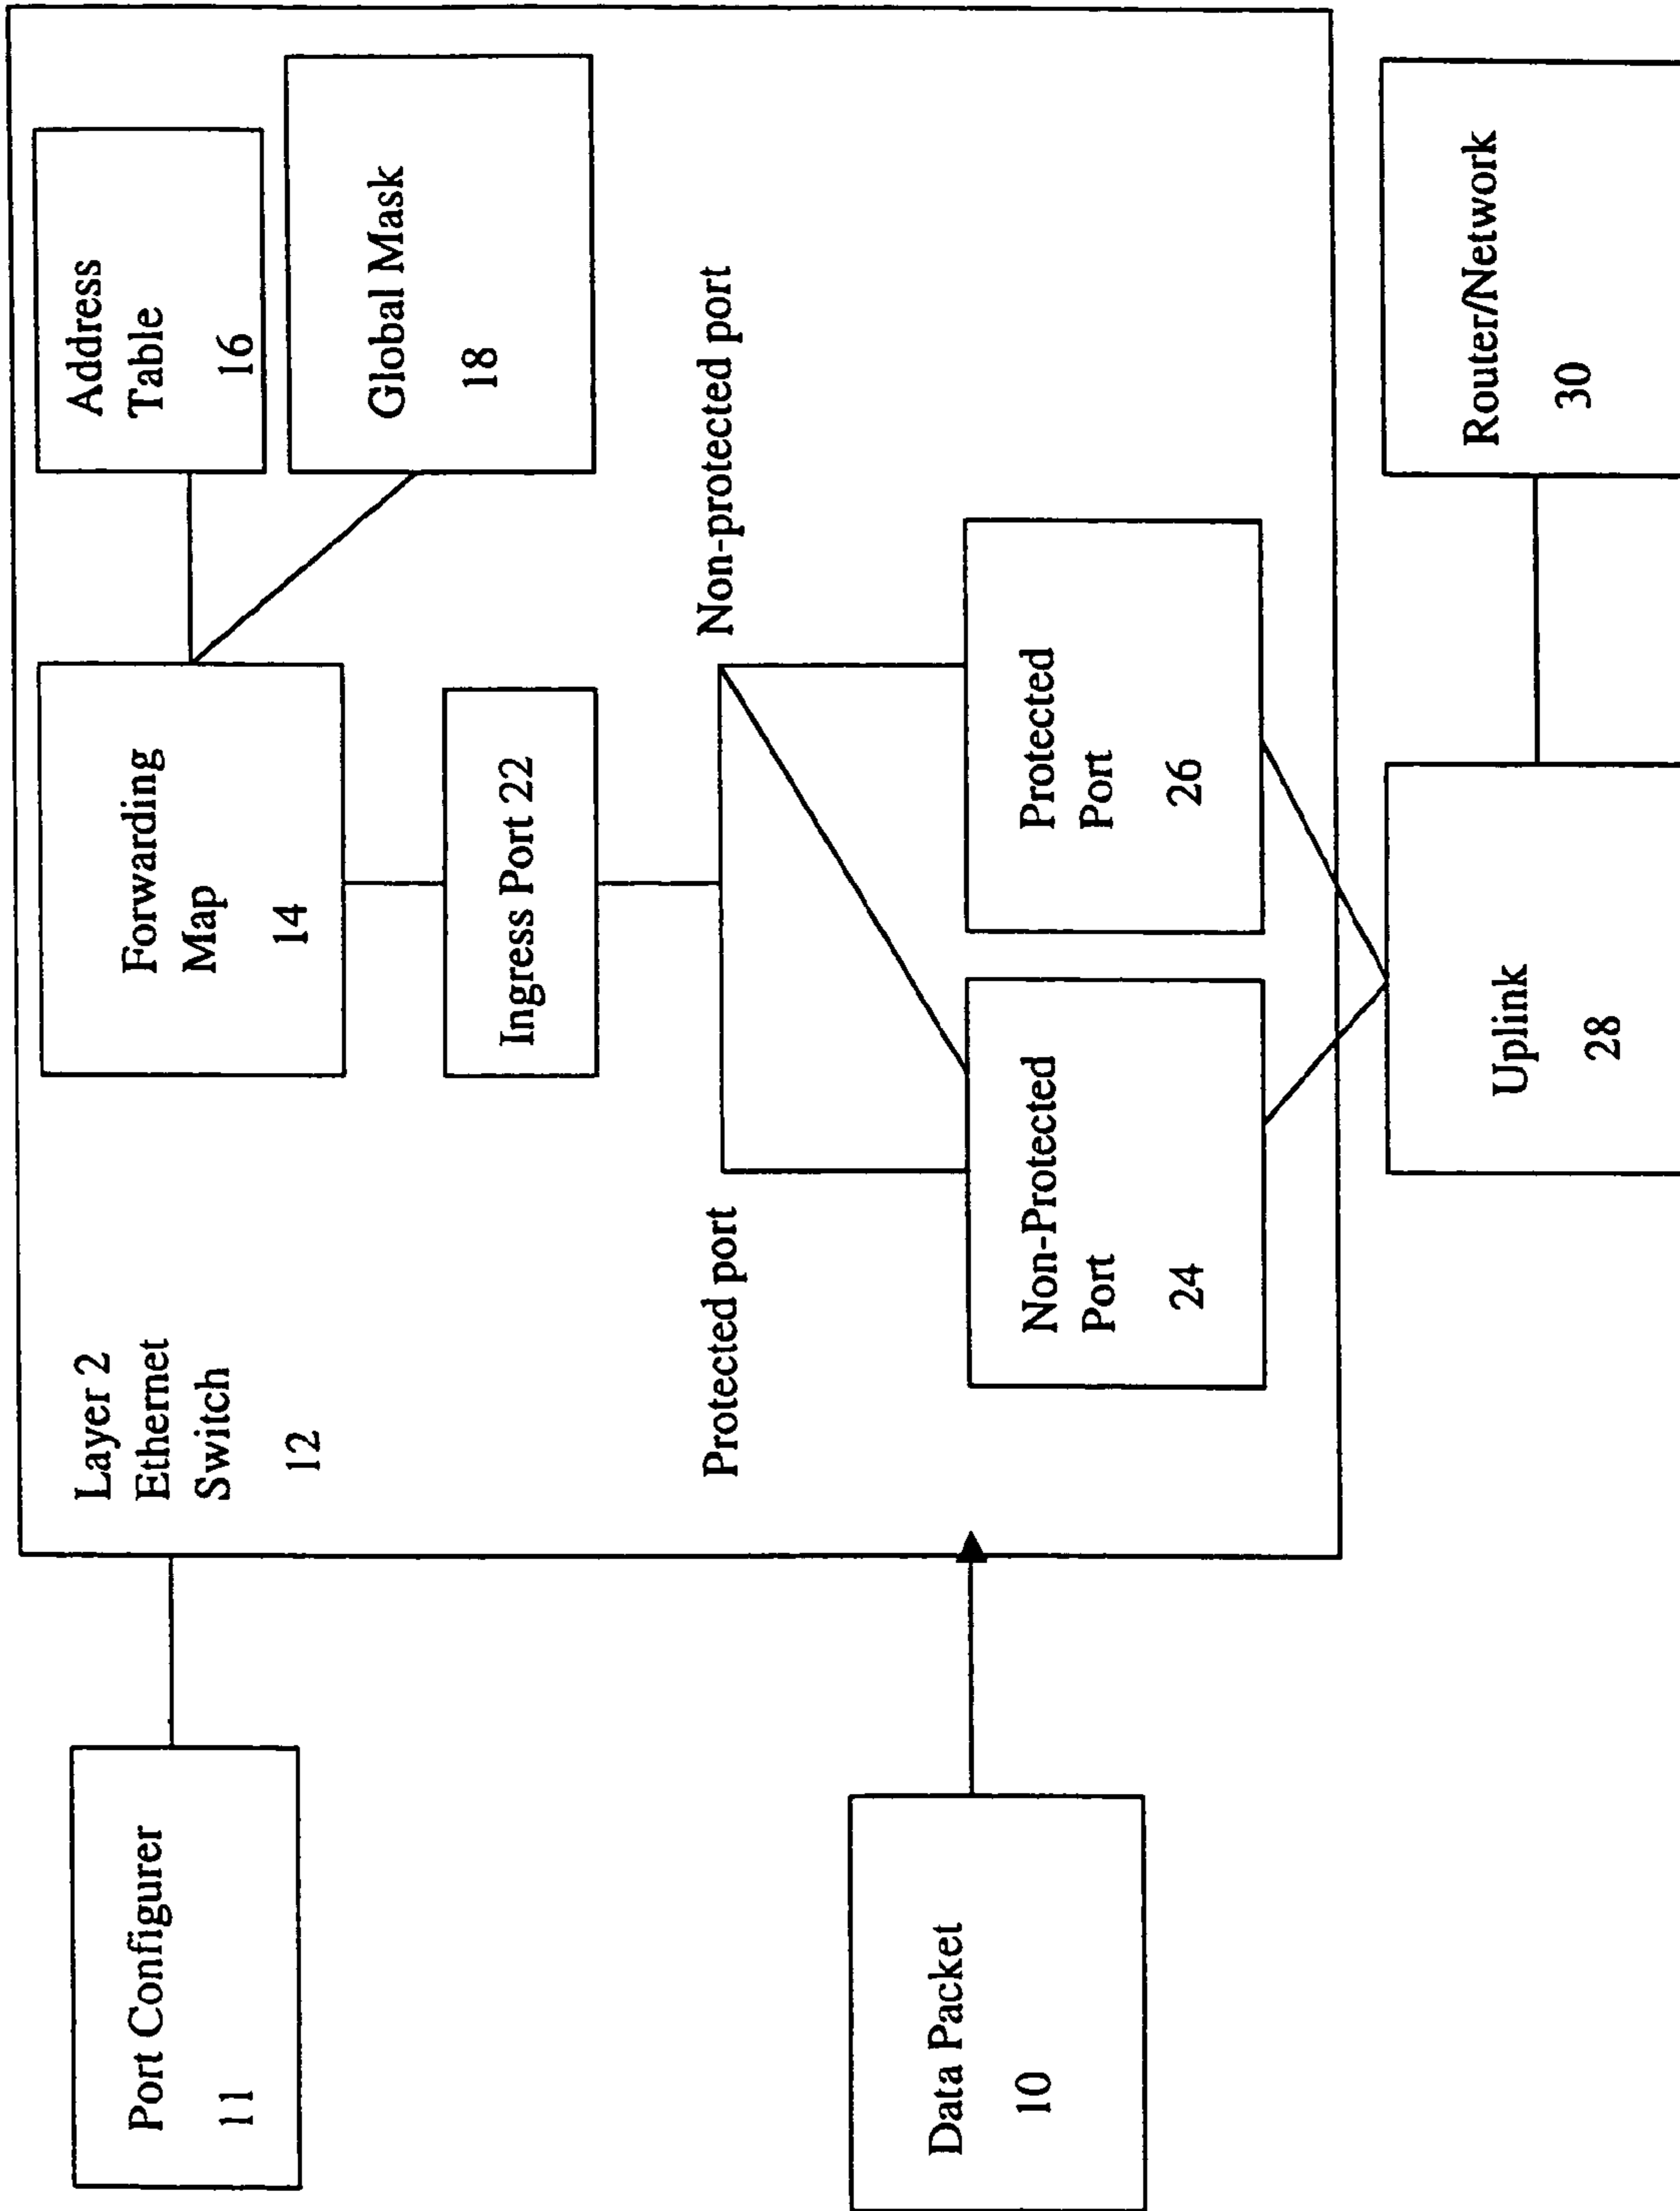 Port Configurer
11
Layer 2
Ethernet
Switch
12
Forwarding
Map
14
Address
Table
16
Global Mask
18
Ingress Port 22
Protected port
Non-protected port
Data Packet
10
Non-Protected
Port
24
Protected
Port
26
Uplink
28
Router/Network
30